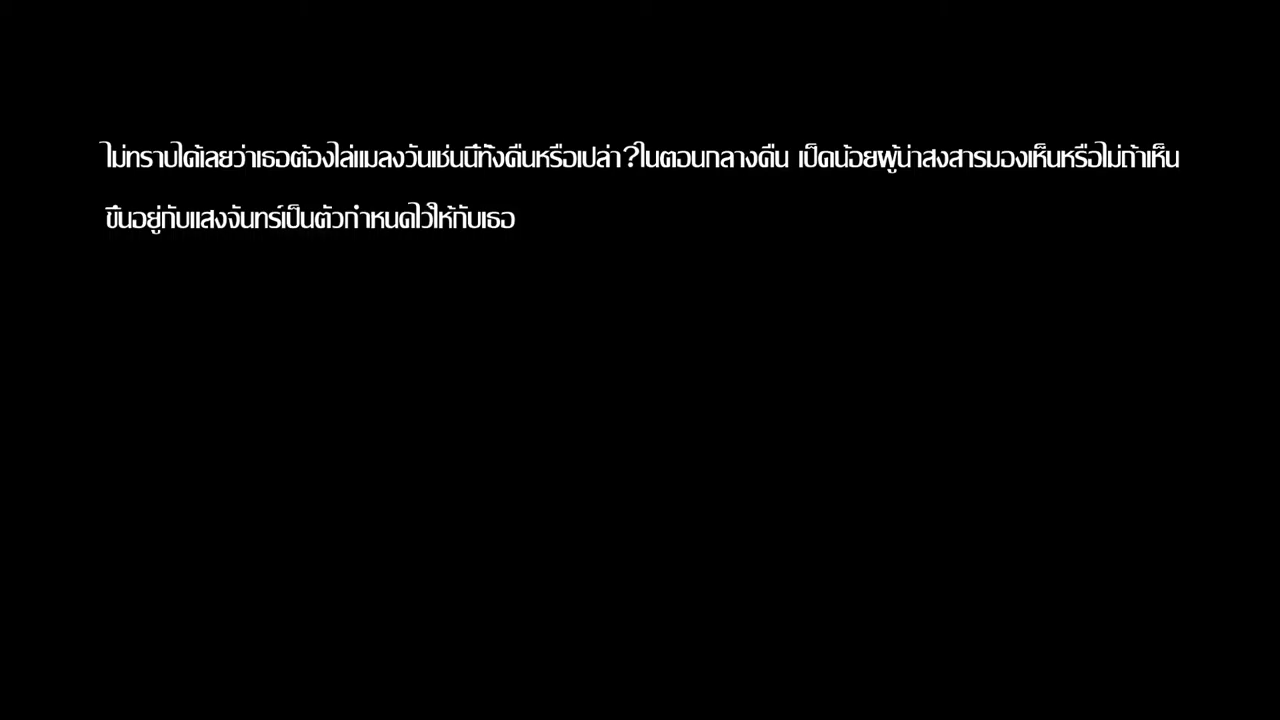 ไม่ทราบได้เลยว่าเธอต้องไล่แมลงวันเช่นนี้ทั้งคืนหรือเปล่า?ในตอนกลางคืน เป็ดน้อยผู้น่าสงสารมองเห็นหรือไม่ถ้าเห็น
ขึ้นอยู่กับแสงจันทร์เป็นตัวกำหนดไว้ให้กับเธอ